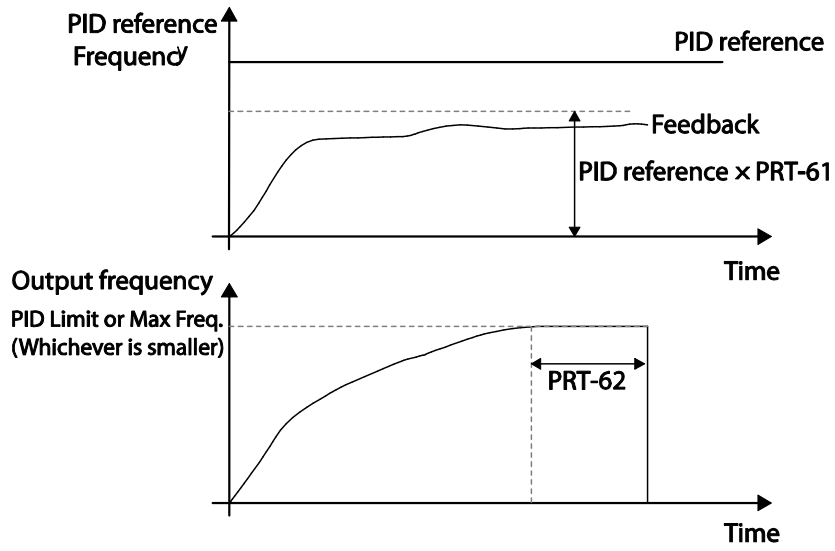 PID reference
Frequency
PID reference
Feedback
PID reference × PRT-61
Time
Output frequency
PID Limit or Max Freq.
(Whichever is smaller)
PRT-62
Time